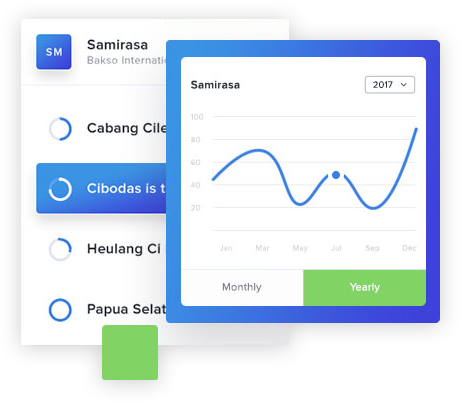 SM
Samirasa
Bakso Internatio
Cabang Cile
Cibodas is t
Heulang Ci
Papua Selat
Samirasa
2017
100
80
60
40
20
Jan Mar May Jul Sep Dec
Monthly Yearly